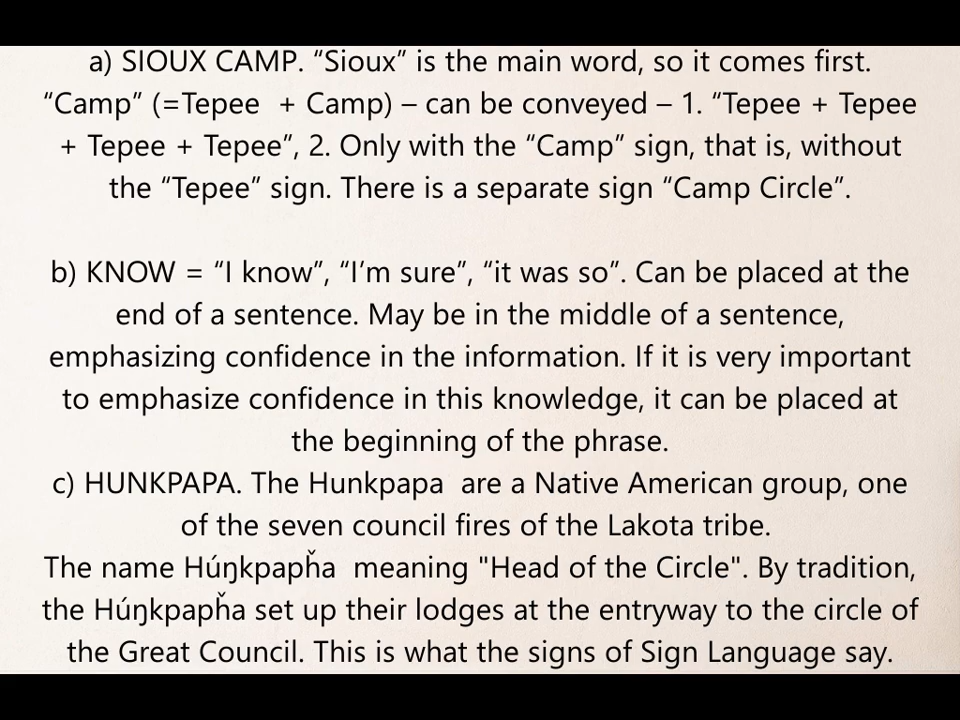 a) SIOUX CAMP. “Sioux” is the main word, so it comes first.
“Camp” (=Tepee  + Camp) – can be conveyed – 1. “Tepee + Tepee
+ Tepee + Tepee”, 2. Only with the “Camp” sign, that is, without
the “Tepee” sign. There is a separate sign “Camp Circle”.
b) KNOW = “I know”, “I’m sure”, “it was so”. Can be placed at the
end of a sentence. May be in the middle of a sentence,
emphasizing confidence in the information. If it is very important
to emphasize confidence in this knowledge, it can be placed at
the beginning of the phrase.
c) HUNKPAPA. The Hunkpapa  are a Native American group, one
of the seven council fires of the Lakota tribe.
The name Húŋkpapȟa  meaning "Head of the Circle". By tradition,
the Húŋkpapȟa set up their lodges at the entryway to the circle of
the Great Council. This is what the signs of Sign Language say.